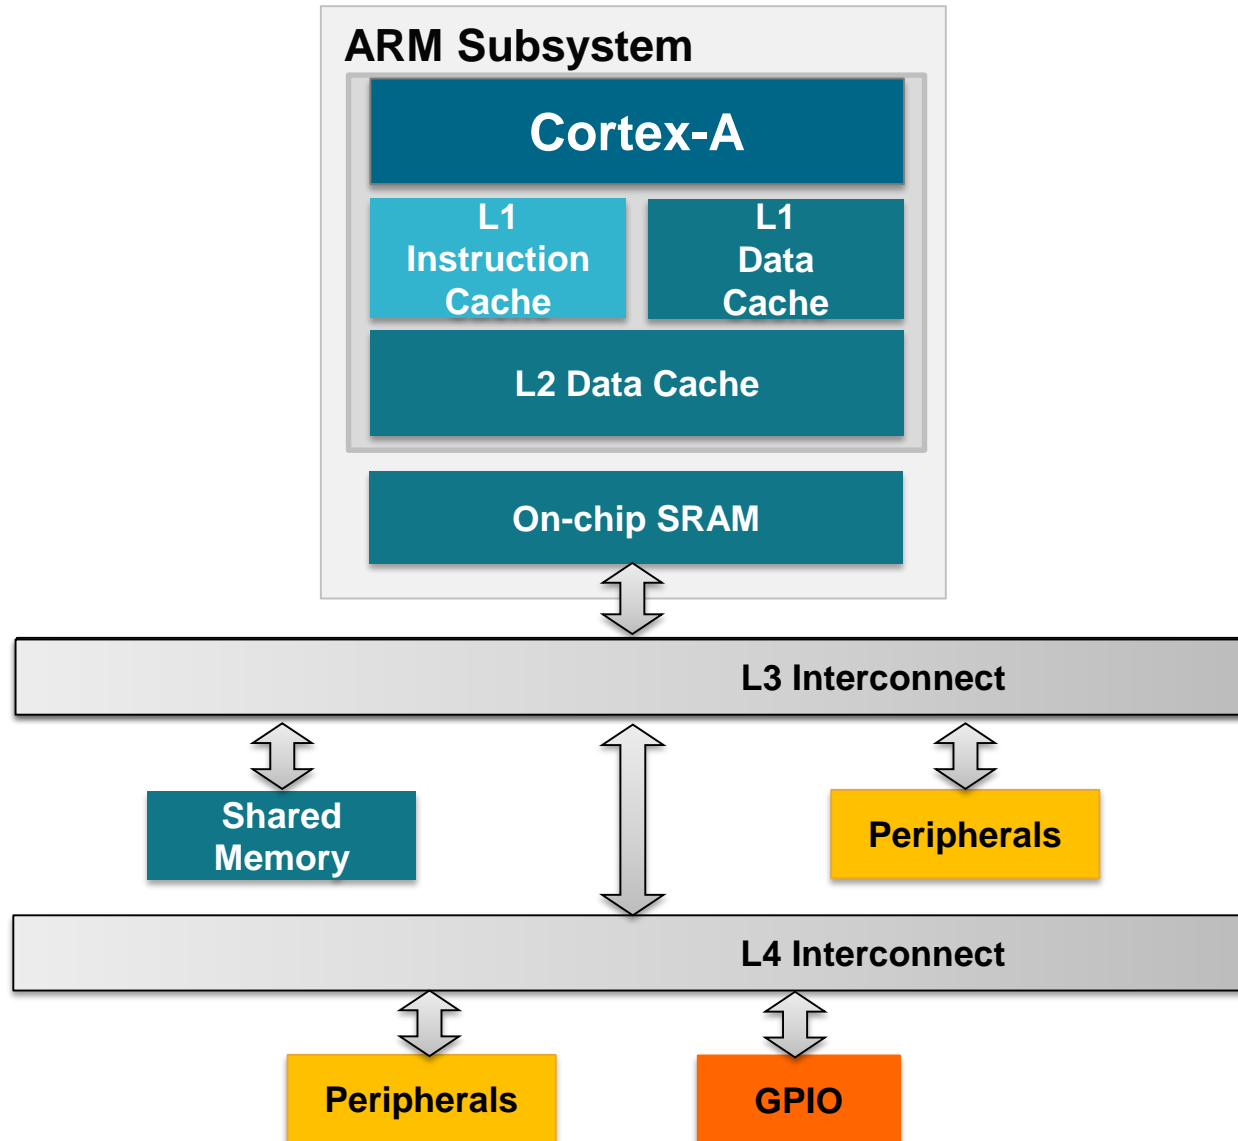 ARM Subsystem
Cortex-A
L1
Instruction
Cache
L1
Data
Cache
L2 Data Cache
On-chip SRAM
L3 Interconnect
Shared
Memory
Peripherals
L4 Interconnect
Peripherals
GPIO